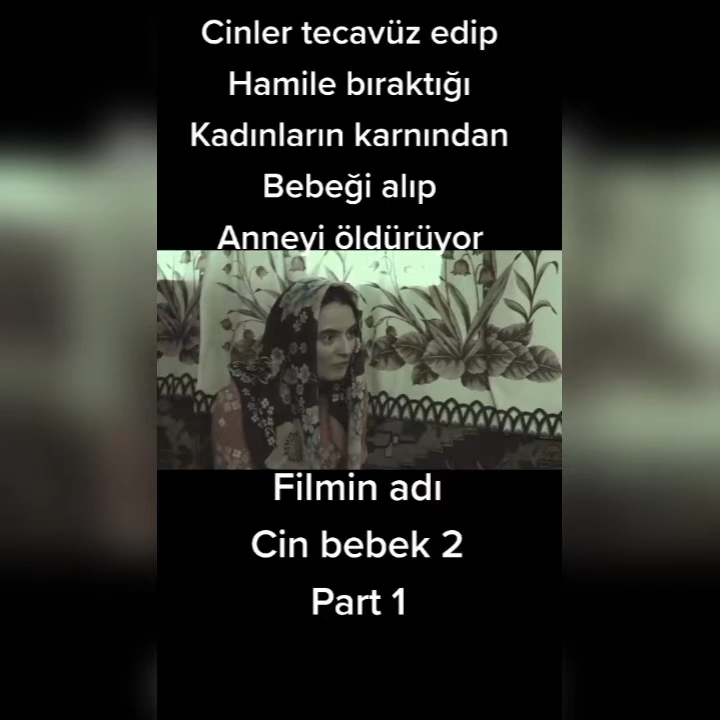 Cinler tecavüz edip
Hamile bıraktığı
Kadınların karnından
Bebeği alıp
Anneyi öldürüyor
Filmin adı
Cin bebek 2
Part 1